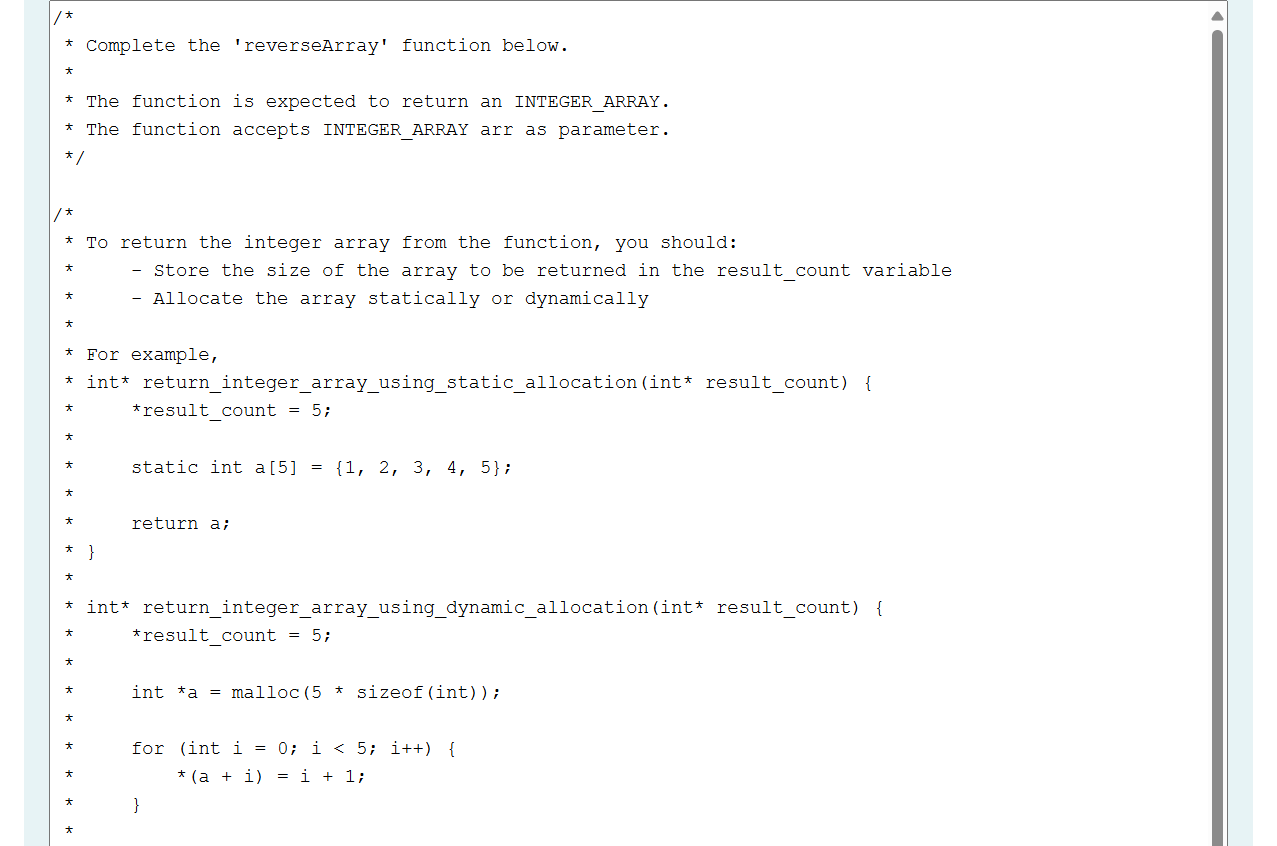 /*
 * Complete the 'reverseArray' function below.
 *
 * The function is expected to return an INTEGER_ARRAY.
 * The function accepts INTEGER_ARRAY arr as parameter.
 */

/*
 * To return the integer array from the function, you should:
 *     - Store the size of the array to be returned in the result_count variable
 *     - Allocate the array statically or dynamically
 *
 * For example,
 * int* return_integer_array_using_static_allocation(int* result_count) {
 *     *result_count = 5;
 *
 *     static int a[5] = {1, 2, 3, 4, 5};
 *
 *     return a;
 * }
 *
 * int* return_integer_array_using_dynamic_allocation(int* result_count) {
 *     *result_count = 5;
 *
 *     int *a = malloc(5 * sizeof(int));
 *
 *     for (int i = 0; i < 5; i++) {
 *         *(a + i) = i + 1;
 *     }
 *